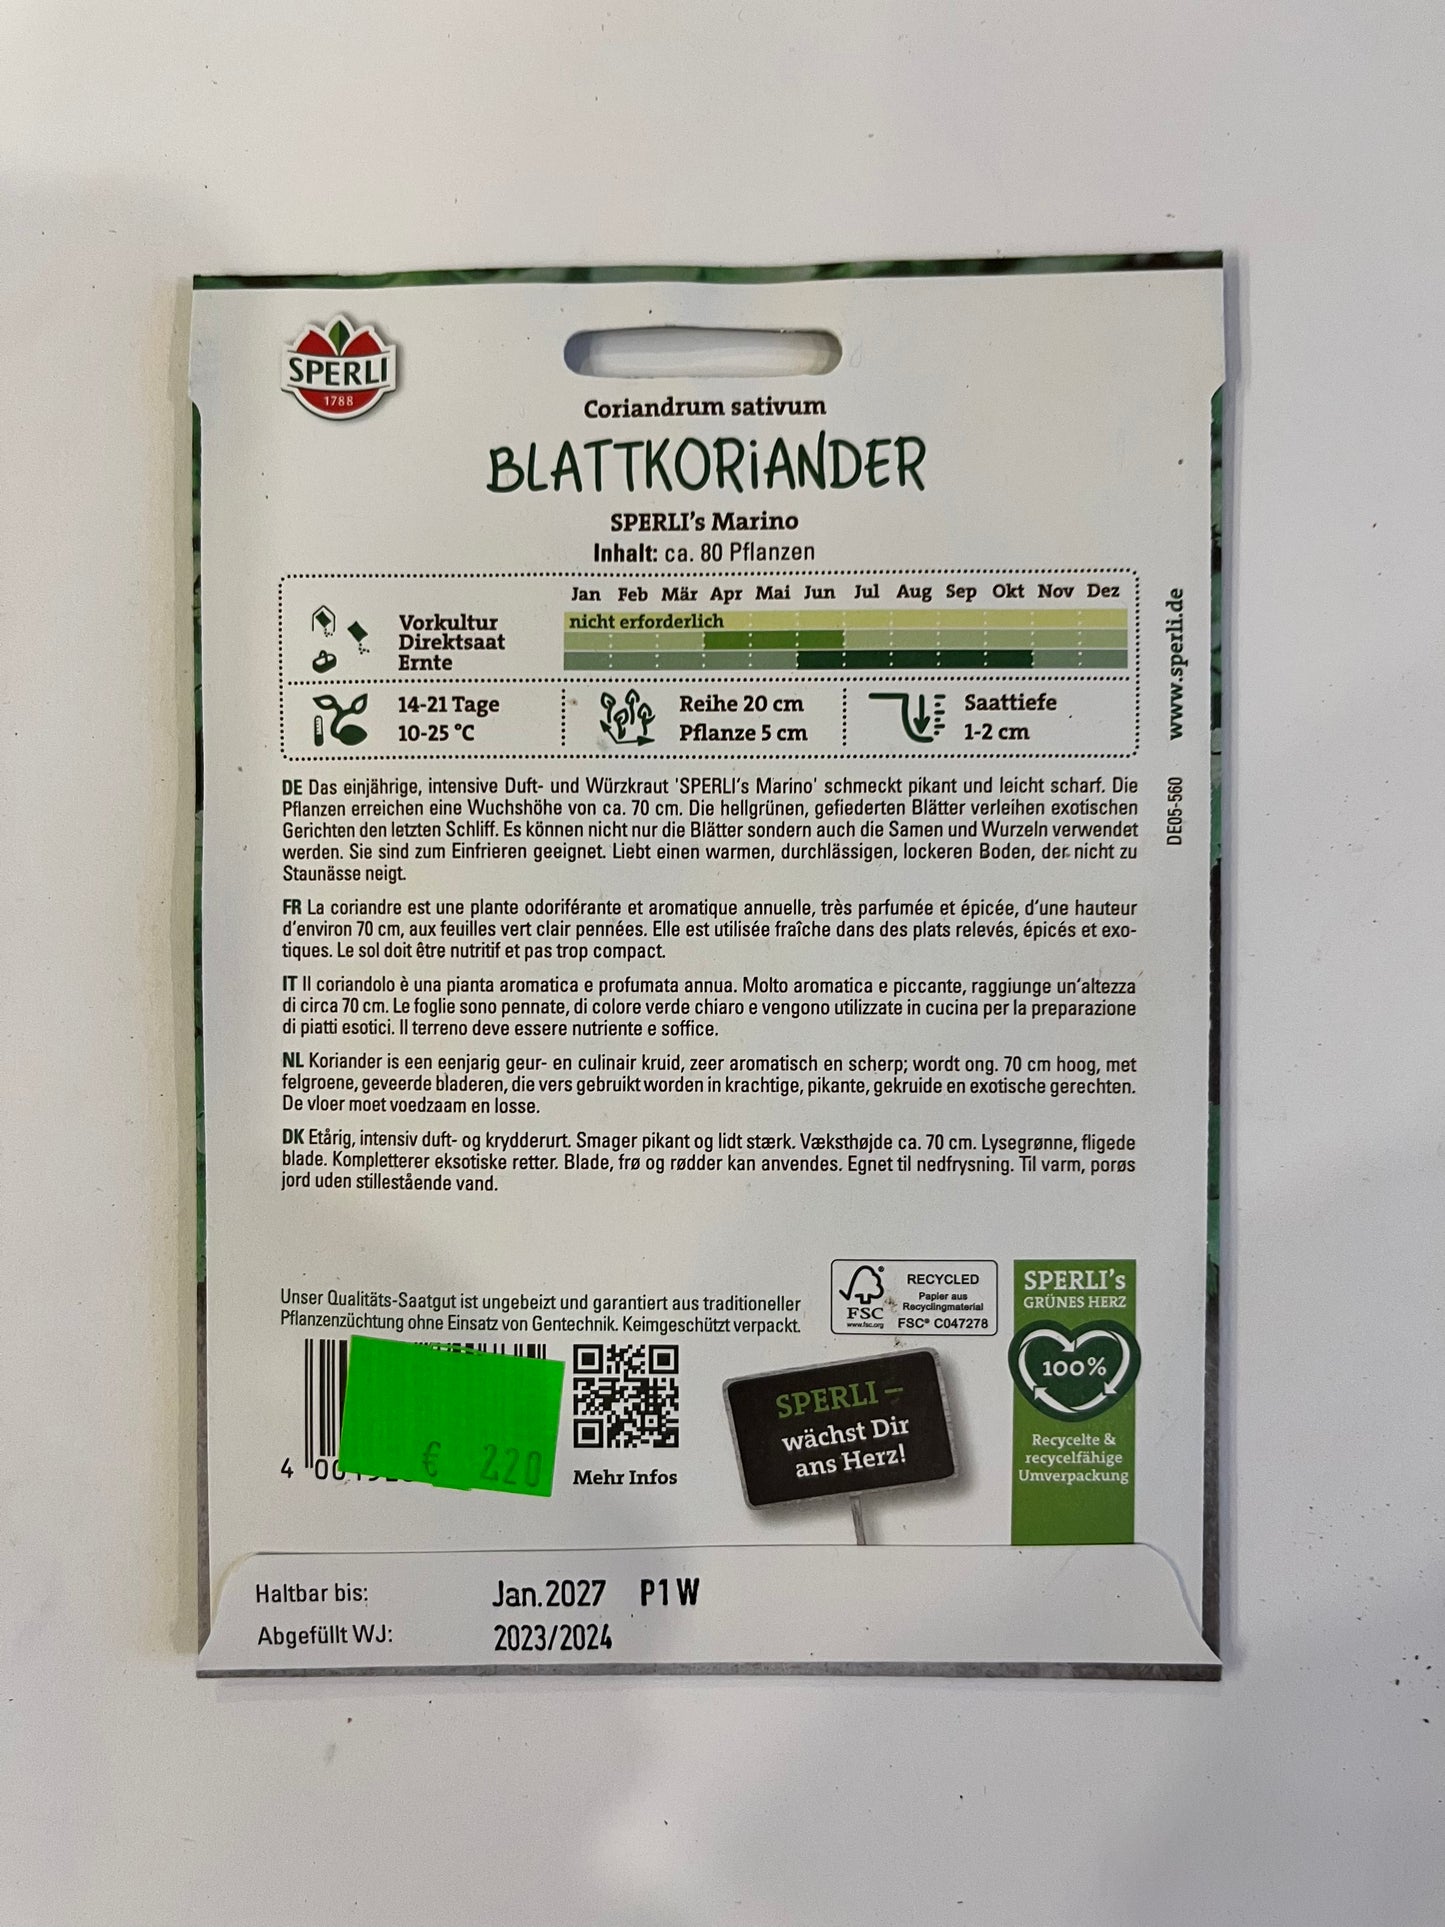 SPERLI
1788
Coriandrum sativum
BLATTKORiANDER
SPERLI's Marino
Inhalt: ca. 80 Pflanzen
Jan Feb Mär Apr Mai Jun Jul Aug Sep Okt Nov Dez
Vorkultur nicht erforderlich
Direktsaat
Ernte
14-21 Tage
10-25 °C
Reihe 20 cm
Pflanze 5 cm
Saattiefe
1-2 cm
www.sperli.de
DE05-560
DE Das einjährige, intensive Duft- und Würzkraut 'SPERLI's Marino' schmeckt pikant und leicht scharf. Die
Pflanzen erreichen eine Wuchshöhe von ca. 70 cm. Die hellgrünen, gefiederten Blätter verleihen exotischen
Gerichten den letzten Schliff. Es können nicht nur die Blätter sondern auch die Samen und Wurzeln verwendet
werden. Sie sind zum Einfrieren geeignet. Liebt einen warmen, durchlässigen, lockeren Boden, der nicht zu
Staunässe neigt.
FR La coriandre est une plante odoriférante et aromatique annuelle, très parfumée et épicée, d'une hauteur
d'environ 70 cm, aux feuilles vert clair pennées. Elle est utilisée fraîche dans des plats relevés, épicés et exo-
tiques. Le sol doit être nutritif et pas trop compact.
IT Il coriandolo è una pianta aromatica e profumata annua. Molto aromatica e piccante, raggiunge un'altezza
di circa 70 cm. Le foglie sono pennate, di colore verde chiaro e vengono utilizzate in cucina per la preparazione
di piatti esotici. Il terreno deve essere nutriente e soffice.
NL Koriander is een eenjarig geur- en culinair kruid, zeer aromatisch en scherp; wordt ong. 70 cm hoog, met
felgroene, geveerde bladeren, die vers gebruikt worden in krachtige, pikante, gekruide en exotische gerechten.
De vloer moet voedzaam en losse.
DK Etårig, intensiv duft- og krydderurt. Smager pikant og lidt stærk. Væksthøjde ca. 70 cm. Lysegrønne, fligede
blade. Kompletterer eksotiske retter. Blade, frø og rødder kan anvendes. Egnet til nedfrysning. Til varm, porøs
jord uden stillestående vand.
Unser Qualitäts-Saatgut ist ungebeizt und garantiert aus traditioneller
Pflanzenzüchtung ohne Einsatz von Gentechnik. Keimgeschützt verpackt.
FSC
www.fsc.org
RECYCLED
Papier aus
Recyclingmaterial
FSC® C047278
SPERLI's
GRÜNES HERZ
100%
Recycelte &
recycelfähige
Umverpackung
€ 220
4 00
Mehr Infos
SPERLI –
wächst Dir
ans Herz!
Haltbar bis: Jan.2027 P1W
Abgefüllt WJ: 2023/2024